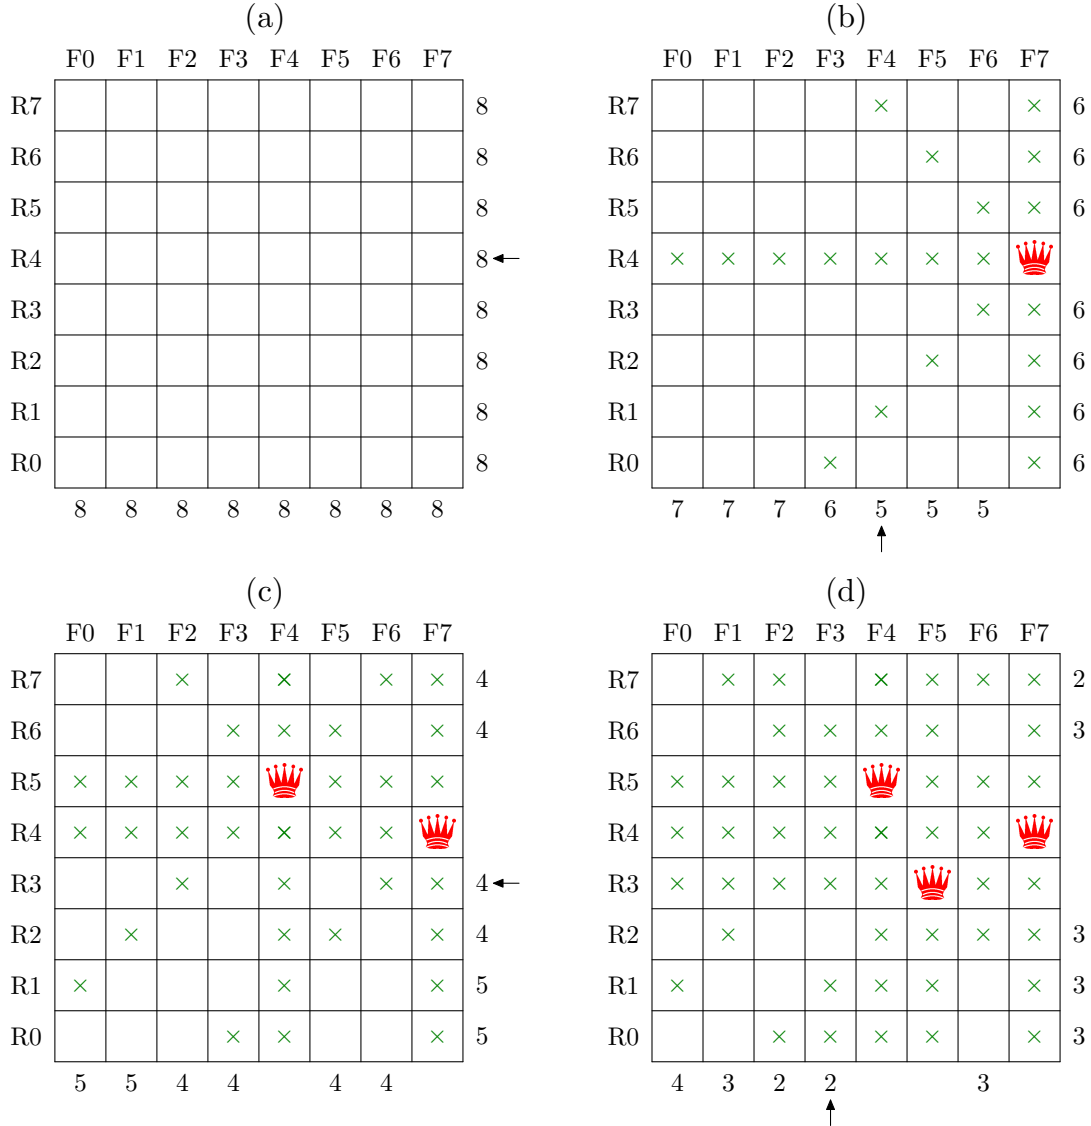 (a) (b)
F0 F1 F2 F3 F4 F5 F6 F7 F0 F1 F2 F3 F4 F5 F6 F7
R7 8 R7 6
R6 8 R6 6
R5 8 R5 6
R4 8 R4
R3 8 R3 6
R2 8 R2 6
R1 8 R1 6
R0 8 R0 6
8 8 8 8 8 8 8 8 7 7 7 6 5 5 5
(c) (d)
F0 F1 F2 F3 F4 F5 F6 F7 F0 F1 F2 F3 F4 F5 F6 F7
R7 4 R7 2
R6 4 R6 3
R5 R5
R4 R4
R3 4 R3
R2 4 R2 3
R1 5 R1 3
R0 5 R0 3
5 5 4 4 4 4 4 3 2 2 3